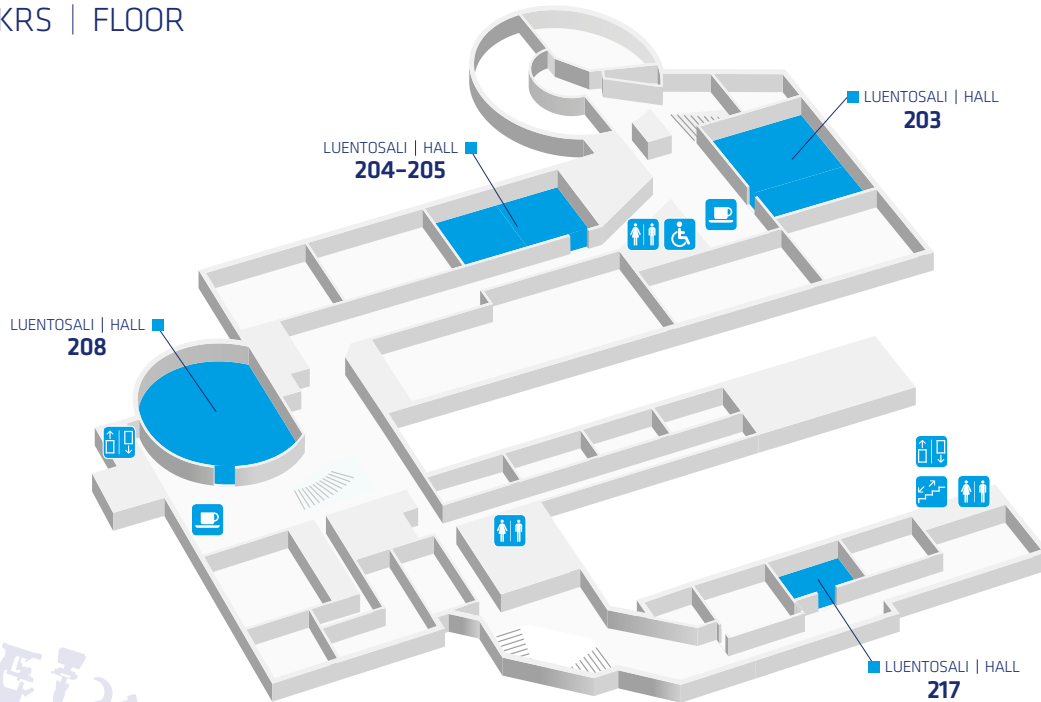 KRS | FLOOR
LUENTOSALI | HALL
203
LUENTOSALI | HALL
204–205
LUENTOSALI | HALL
208
LUENTOSALI | HALL
217